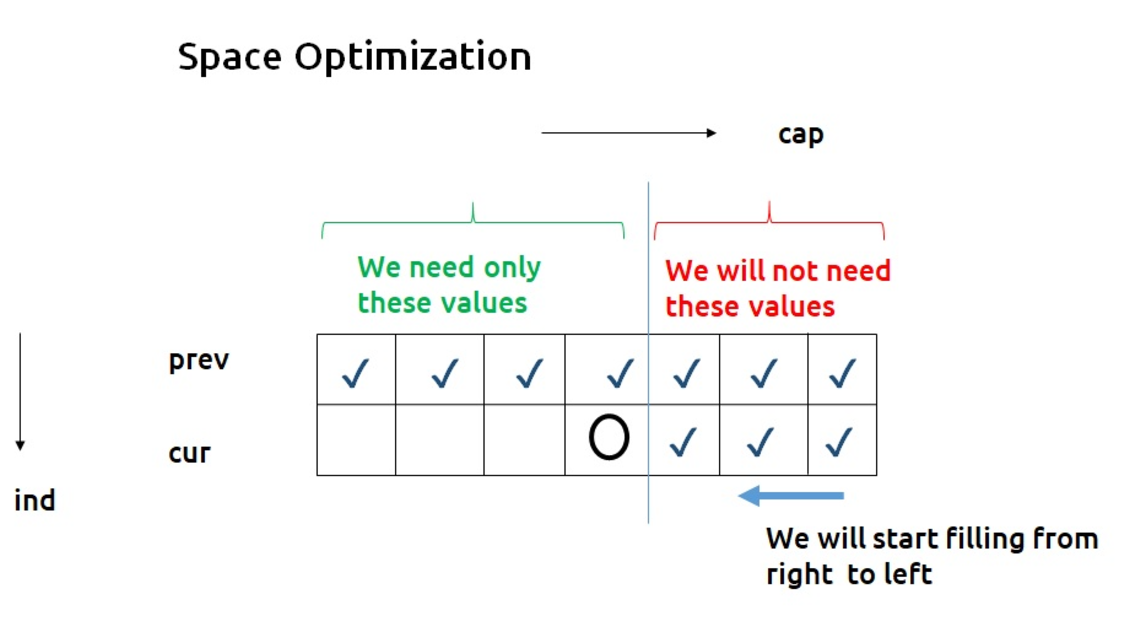 Space Optimization
cap
We need only
these values
We will not need
these values
prev
cur
ind
We will start filling from
right to left